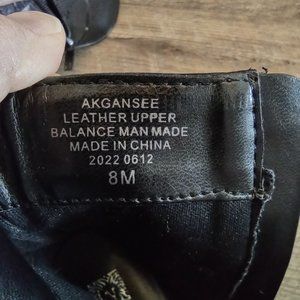 AKGANSEE
LEATHER UPPER
BALANCE MAN MADE
MADE IN CHINA
2022 0612
8M